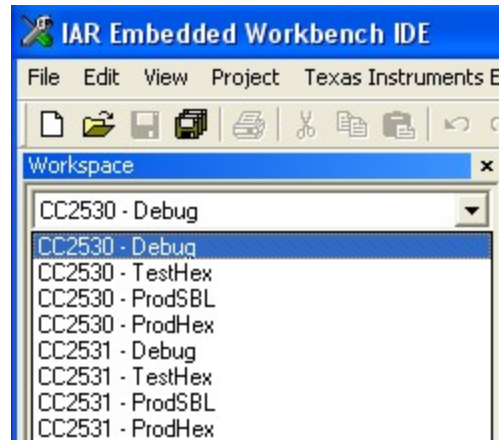 IAR Embedded Workbench IDE
File Edit View Project Texas Instruments E
Workspace
CC2530 - Debug
CC2530 - Debug
CC2530 - TestHex
CC2530 - ProdSBL
CC2530 - ProdHex
CC2531 - Debug
CC2531 - TestHex
CC2531 - ProdSBL
CC2531 - ProdHex